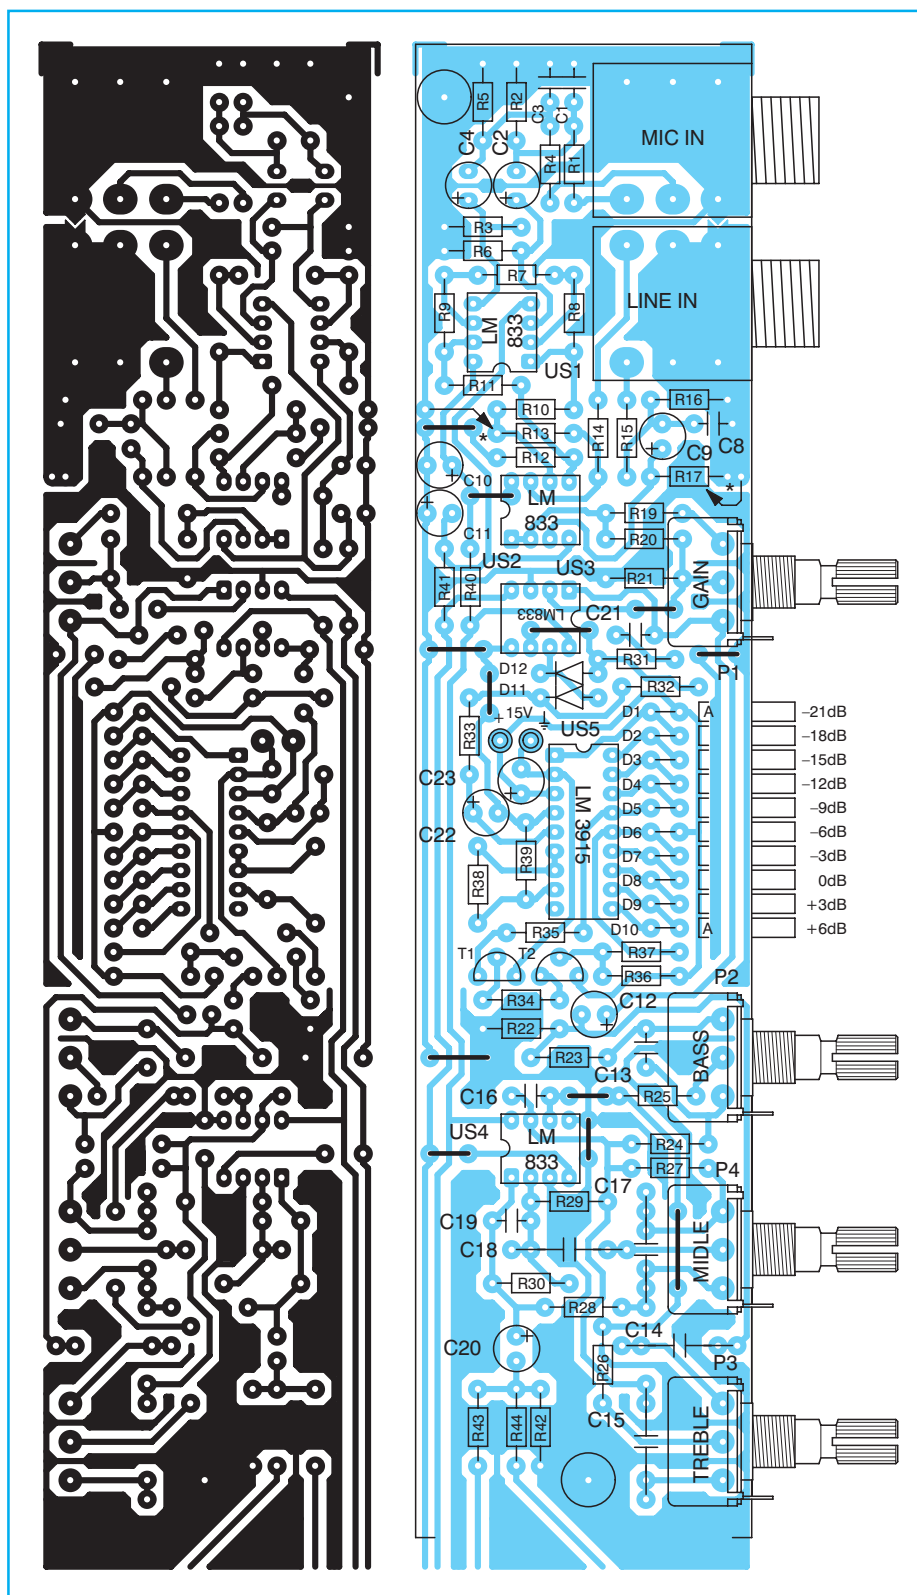 R5
R2
C3
C1
MIC IN
C4
C2
R4
R1
+
+
R3
R6
R7
LINE IN
R9
LM
833
R8
US1
R11
R16
R10
*
R13
R14
R15
C9
C8
R12
+
C10
R17
*
LM
833
+
C11
R19
R20
US2
US3
R41
R40
R21
GAIN
LM833
C21
R31
P1
D12
D11
R32
15V
+
US5
R33
D1
A
−21dB
D2
−18dB
D3
−15dB
C23
+
D4
−12dB
+
LM 3915
D5
−9dB
C22
D6
−6dB
R39
D7
−3dB
R38
D8
0dB
D9
+3dB
D10
A
+6dB
R35
T1
T2
R37
R36
P2
R34
C12
R22
+
BASS
R23
C13
C16
R25
US4
LM
833
R24
R27
P4
C17
R29
C19
C18
MIDLE
R30
R28
C20
+
C14
R26
P3
C15
R43
R44
R42
TREBLE